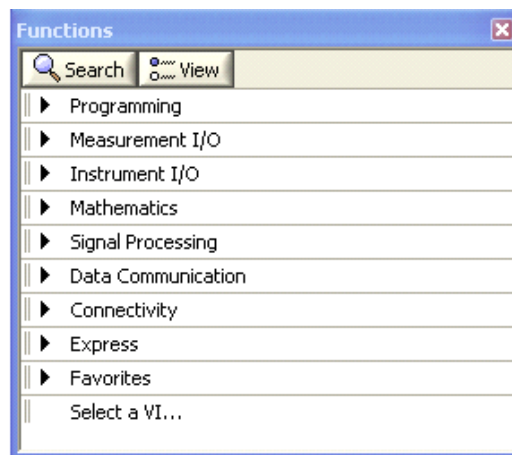 Functions
Search View
Programming
Measurement I/O
Instrument I/O
Mathematics
Signal Processing
Data Communication
Connectivity
Express
Favorites
Select a VI...